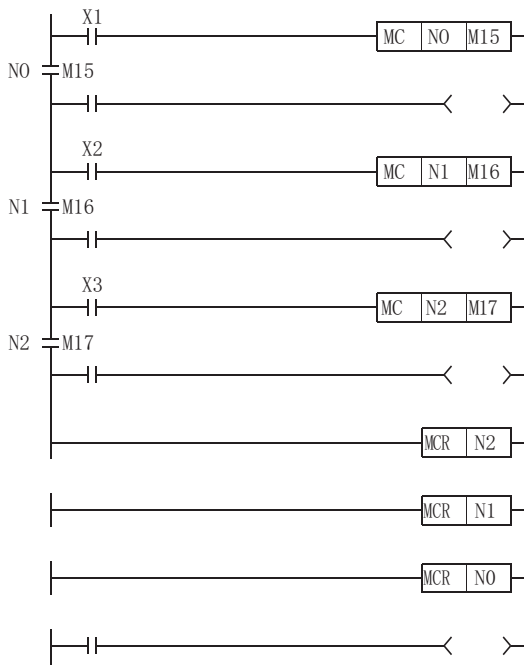 X1
MC N0 M15
N0 M15
X2
MC N1 M16
N1 M16
X3
MC N2 M17
N2 M17
MCR N2
MCR N1
MCR N0